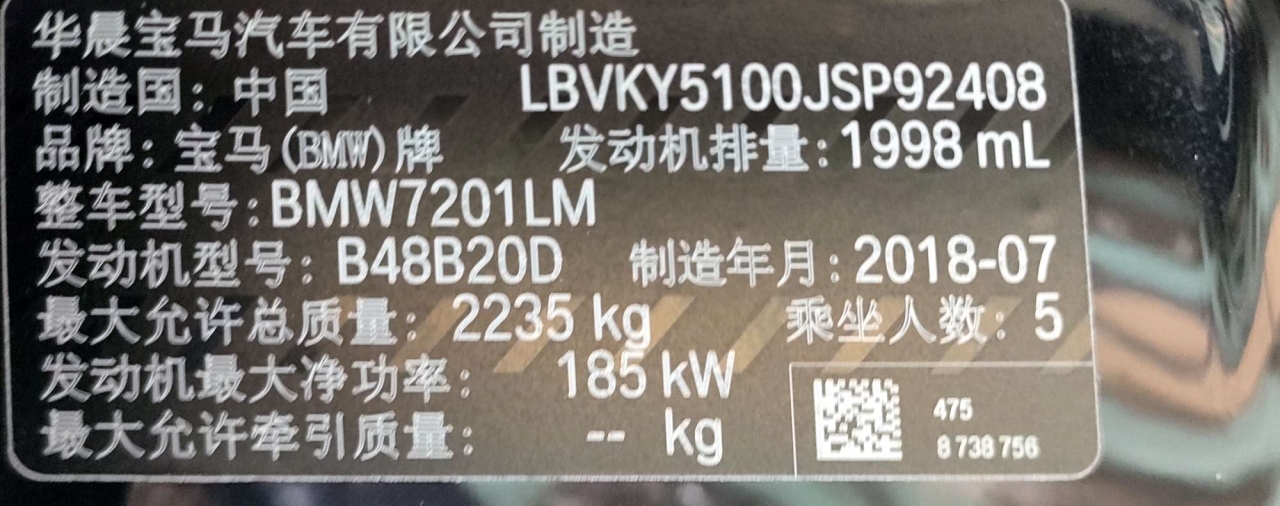 华晨宝马汽车有限公司制造
制造国：中国 LBVKY5100JSP92408
品牌：宝马(BMW)牌 发动机排量：1998 mL
整车型号：BMW7201LM
发动机型号：B48B20D 制造年月：2018-07
最大允许总质量：2235 kg 乘坐人数：5
发动机最大净功率：185 kW
最大允许牵引质量：-- kg
475
8 738 756